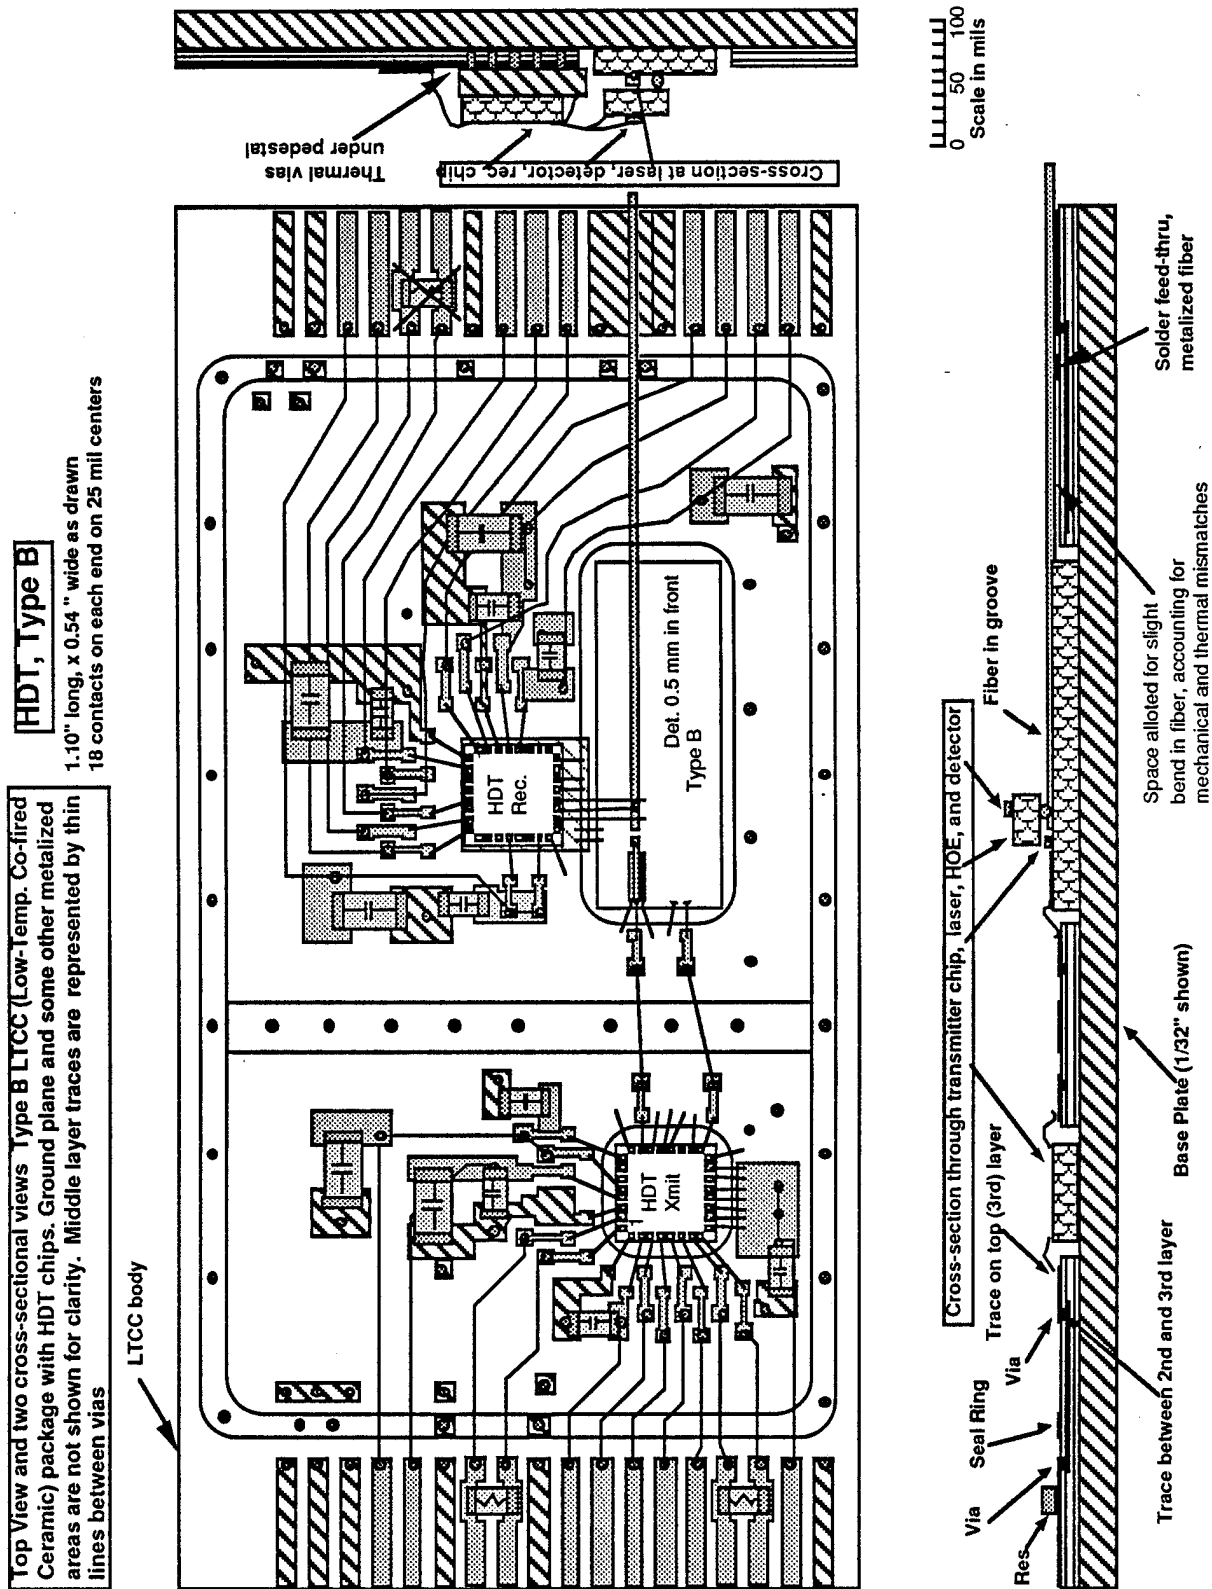 Top View and two cross-sectional views Type B LTCC (Low-Temp. Co-fired
Ceramic) package with HDT chips. Ground plane and some other metalized
areas are not shown for clarity. Middle layer traces are represented by thin
lines between vias
HDT, Type B
1.10" long, x 0.54 " wide as drawn
18 contacts on each end on 25 mil centers
LTCC body
HDT
Xmit
HDT
Rec.
Det. 0.5 mm in front
Type B
Thermal vias
under pedestal
Cross-section at laser, detector, rec. chip
0 50 100
Scale in mils
Cross-section through transmitter chip, laser, HOE, and detector
Fiber in groove
Trace on top (3rd) layer
Via
Seal Ring
Via
Res.
Trace between 2nd and 3rd layer
Base Plate (1/32" shown)
Space alloted for slight
bend in fiber, accounting for
mechanical and thermal mismatches
Solder feed-thru,
metalized fiber